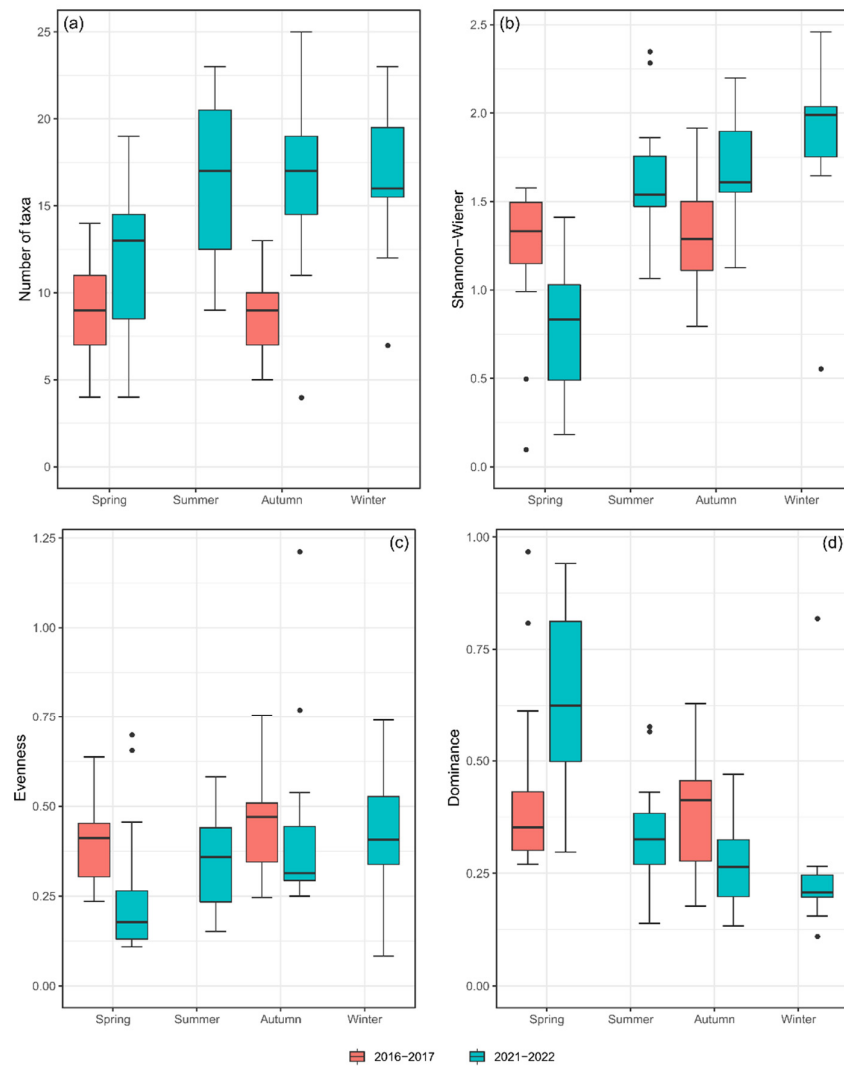 (a)
25
20
15
10
5
0
Number of taxa
Spring Summer Autumn Winter
(b)
2.5
2.0
1.5
1.0
0.5
0.0
Shannon-Wiener
Spring Summer Autumn Winter
(c)
1.25
1.00
0.75
0.50
0.25
0.00
Evenness
Spring Summer Autumn Winter
(d)
1.00
0.75
0.50
0.25
0.00
Dominance
Spring Summer Autumn Winter
2016-2017 2021-2022